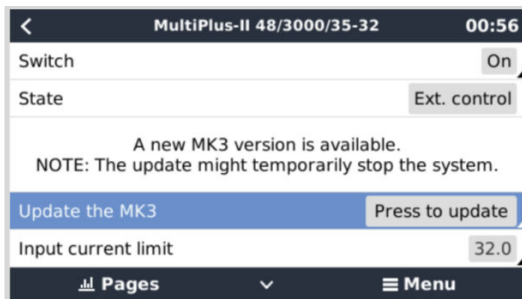 MultiPlus-II 48/3000/35-32 00:56
Switch On
State Ext. control
A new MK3 version is available.
NOTE: The update might temporarily stop the system.
Update the MK3 Press to update
Input current limit 32.0
Pages Menu